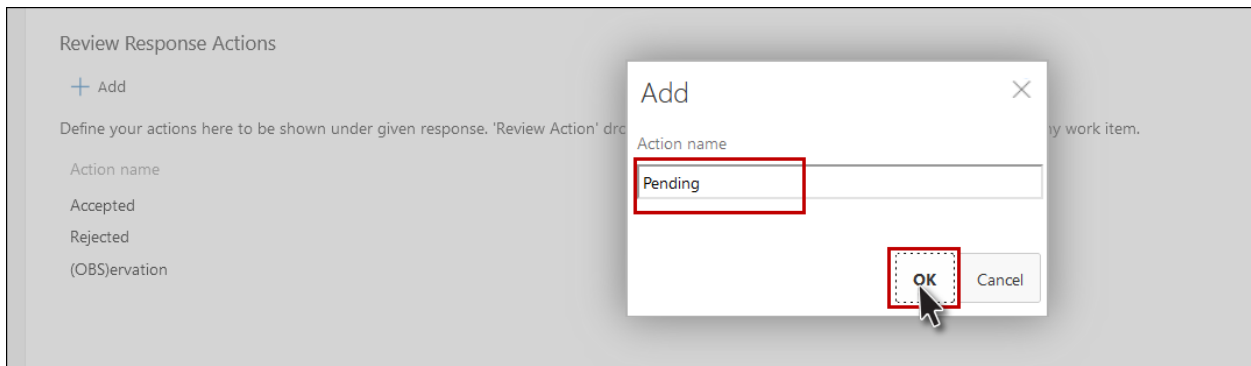 Review Response Actions
+ Add
Define your actions here to be shown under given response. 'Review Action' drc
y work item.
Action name
Accepted
Rejected
(OBS)ervation
Add
Action name
Pending
OK
Cancel